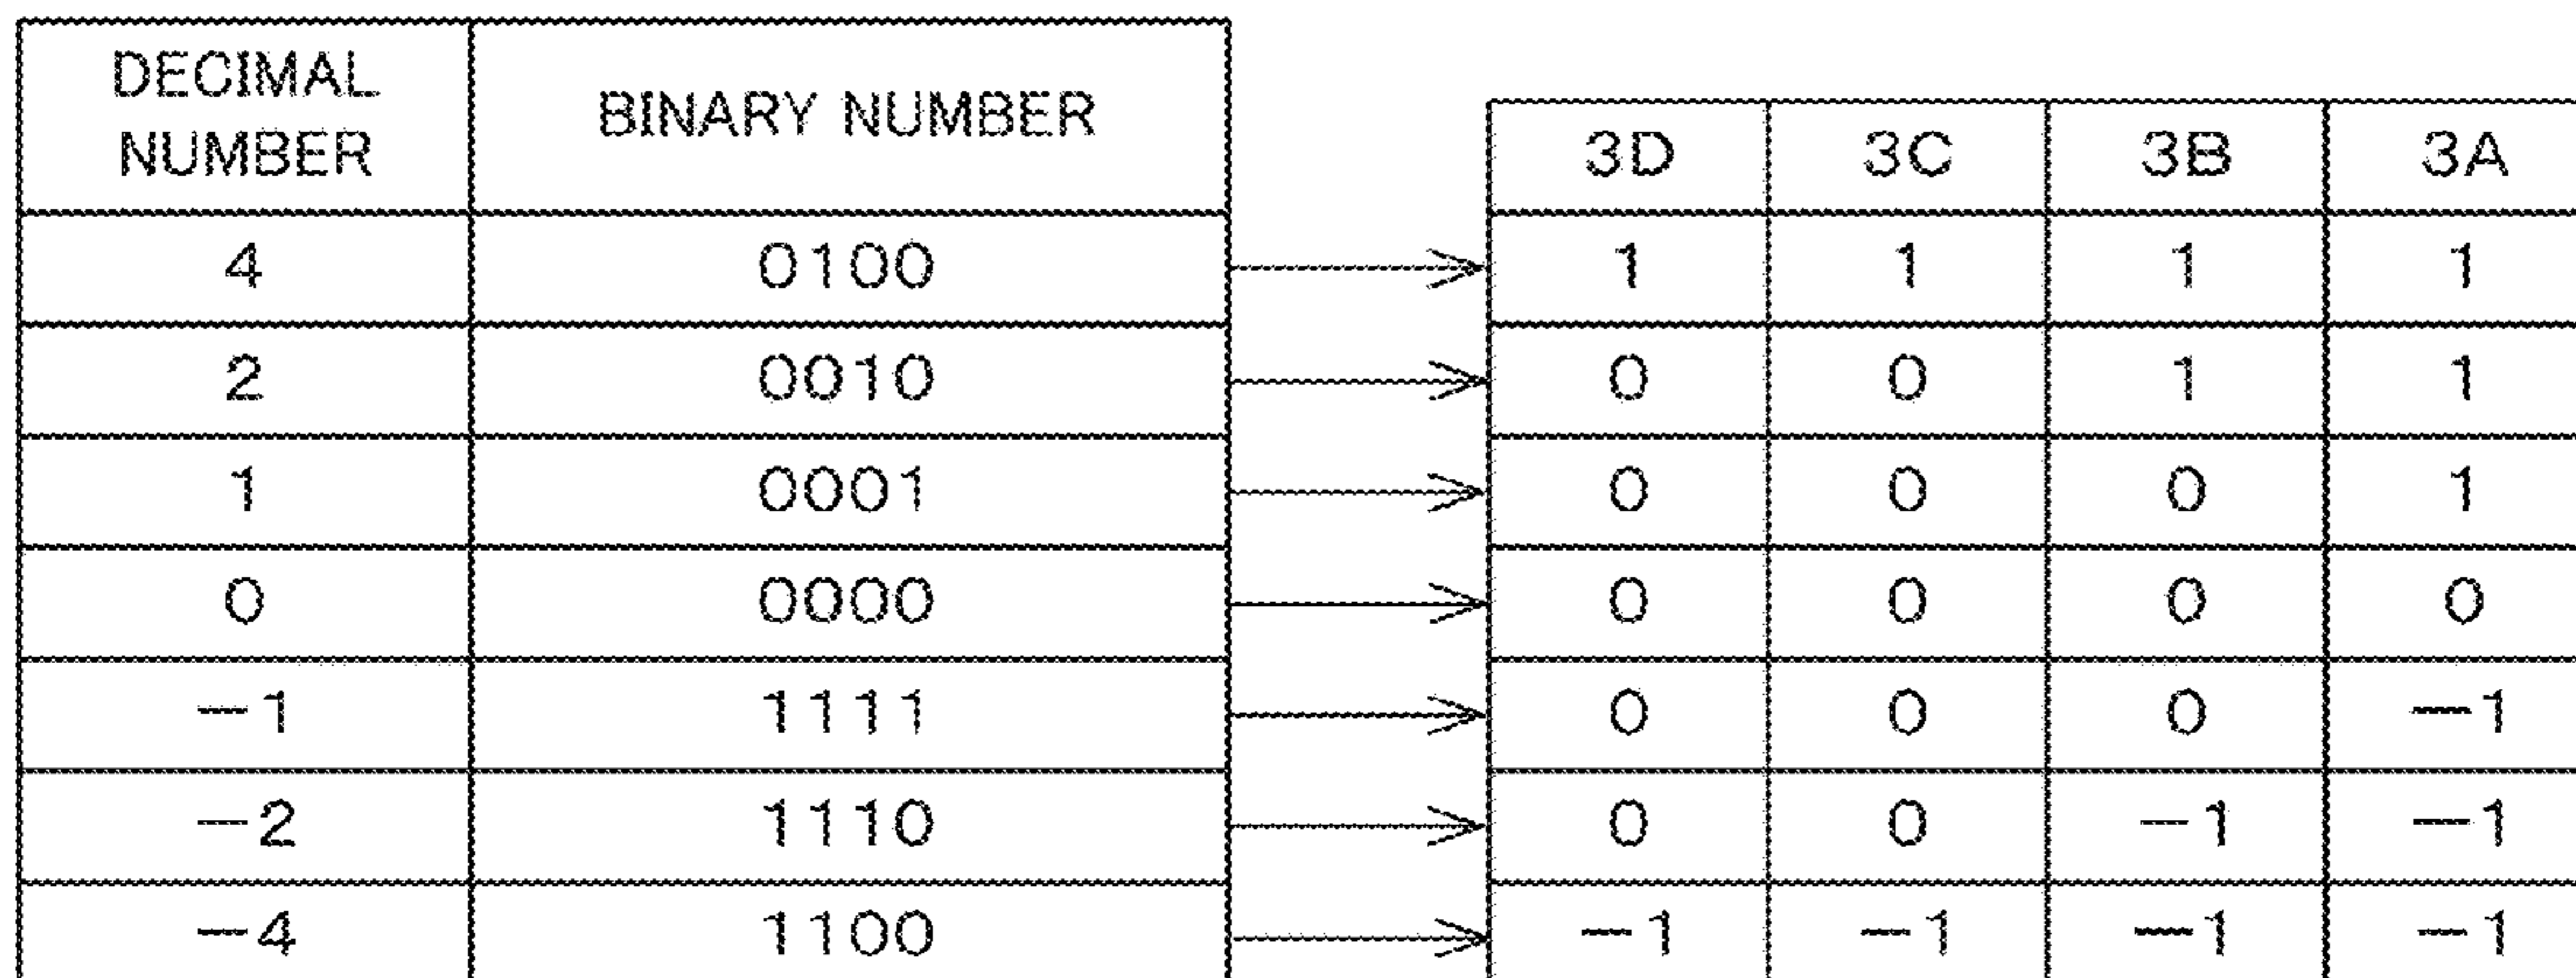 DECIMAL
NUMBER
BINARY NUMBER
3D 3C 3B 3A
4 0100 1 1 1 1
2 0010 0 0 1 1
1 0001 0 0 0 1
0 0000 0 0 0 0
—1 1111 0 0 0 —1
—2 1110 0 0 —1 —1
—4 1100 —1 —1 —1 —1